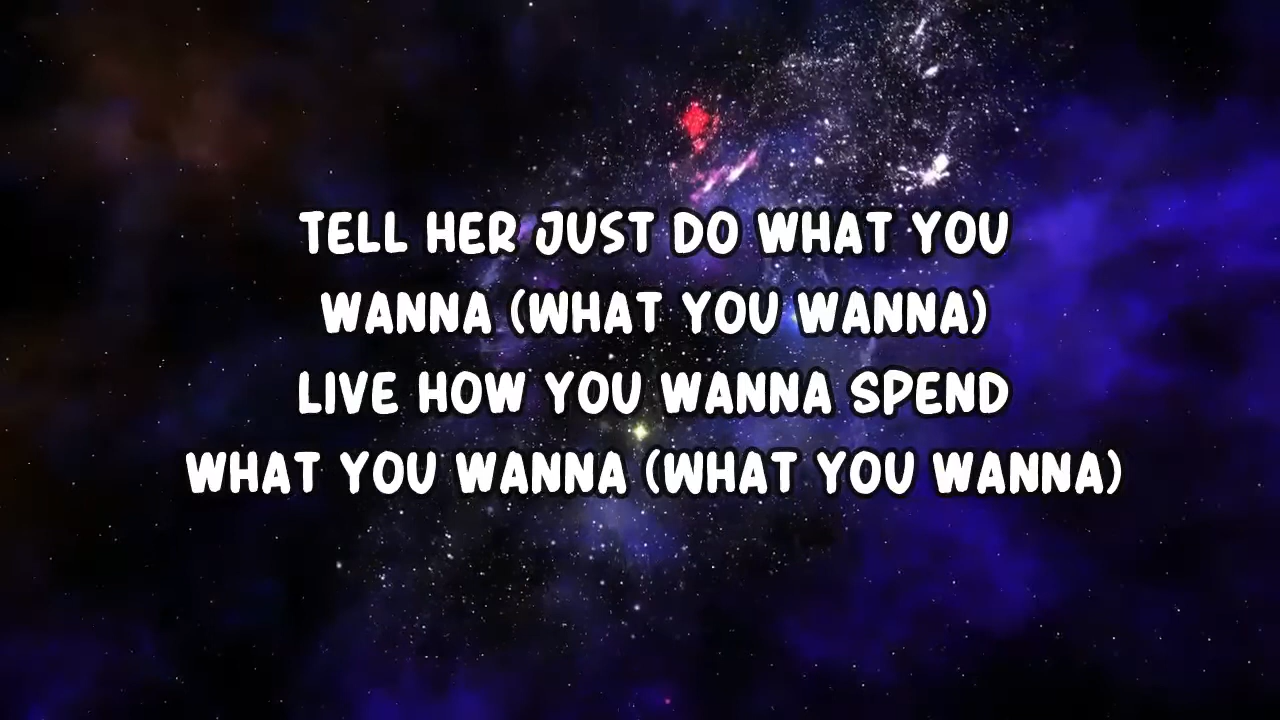 TELL HER JUST DO WHAT YOU
WANNA (WHAT YOU WANNA)
LIVE HOW YOU WANNA SPEND
WHAT YOU WANNA (WHAT YOU WANNA)